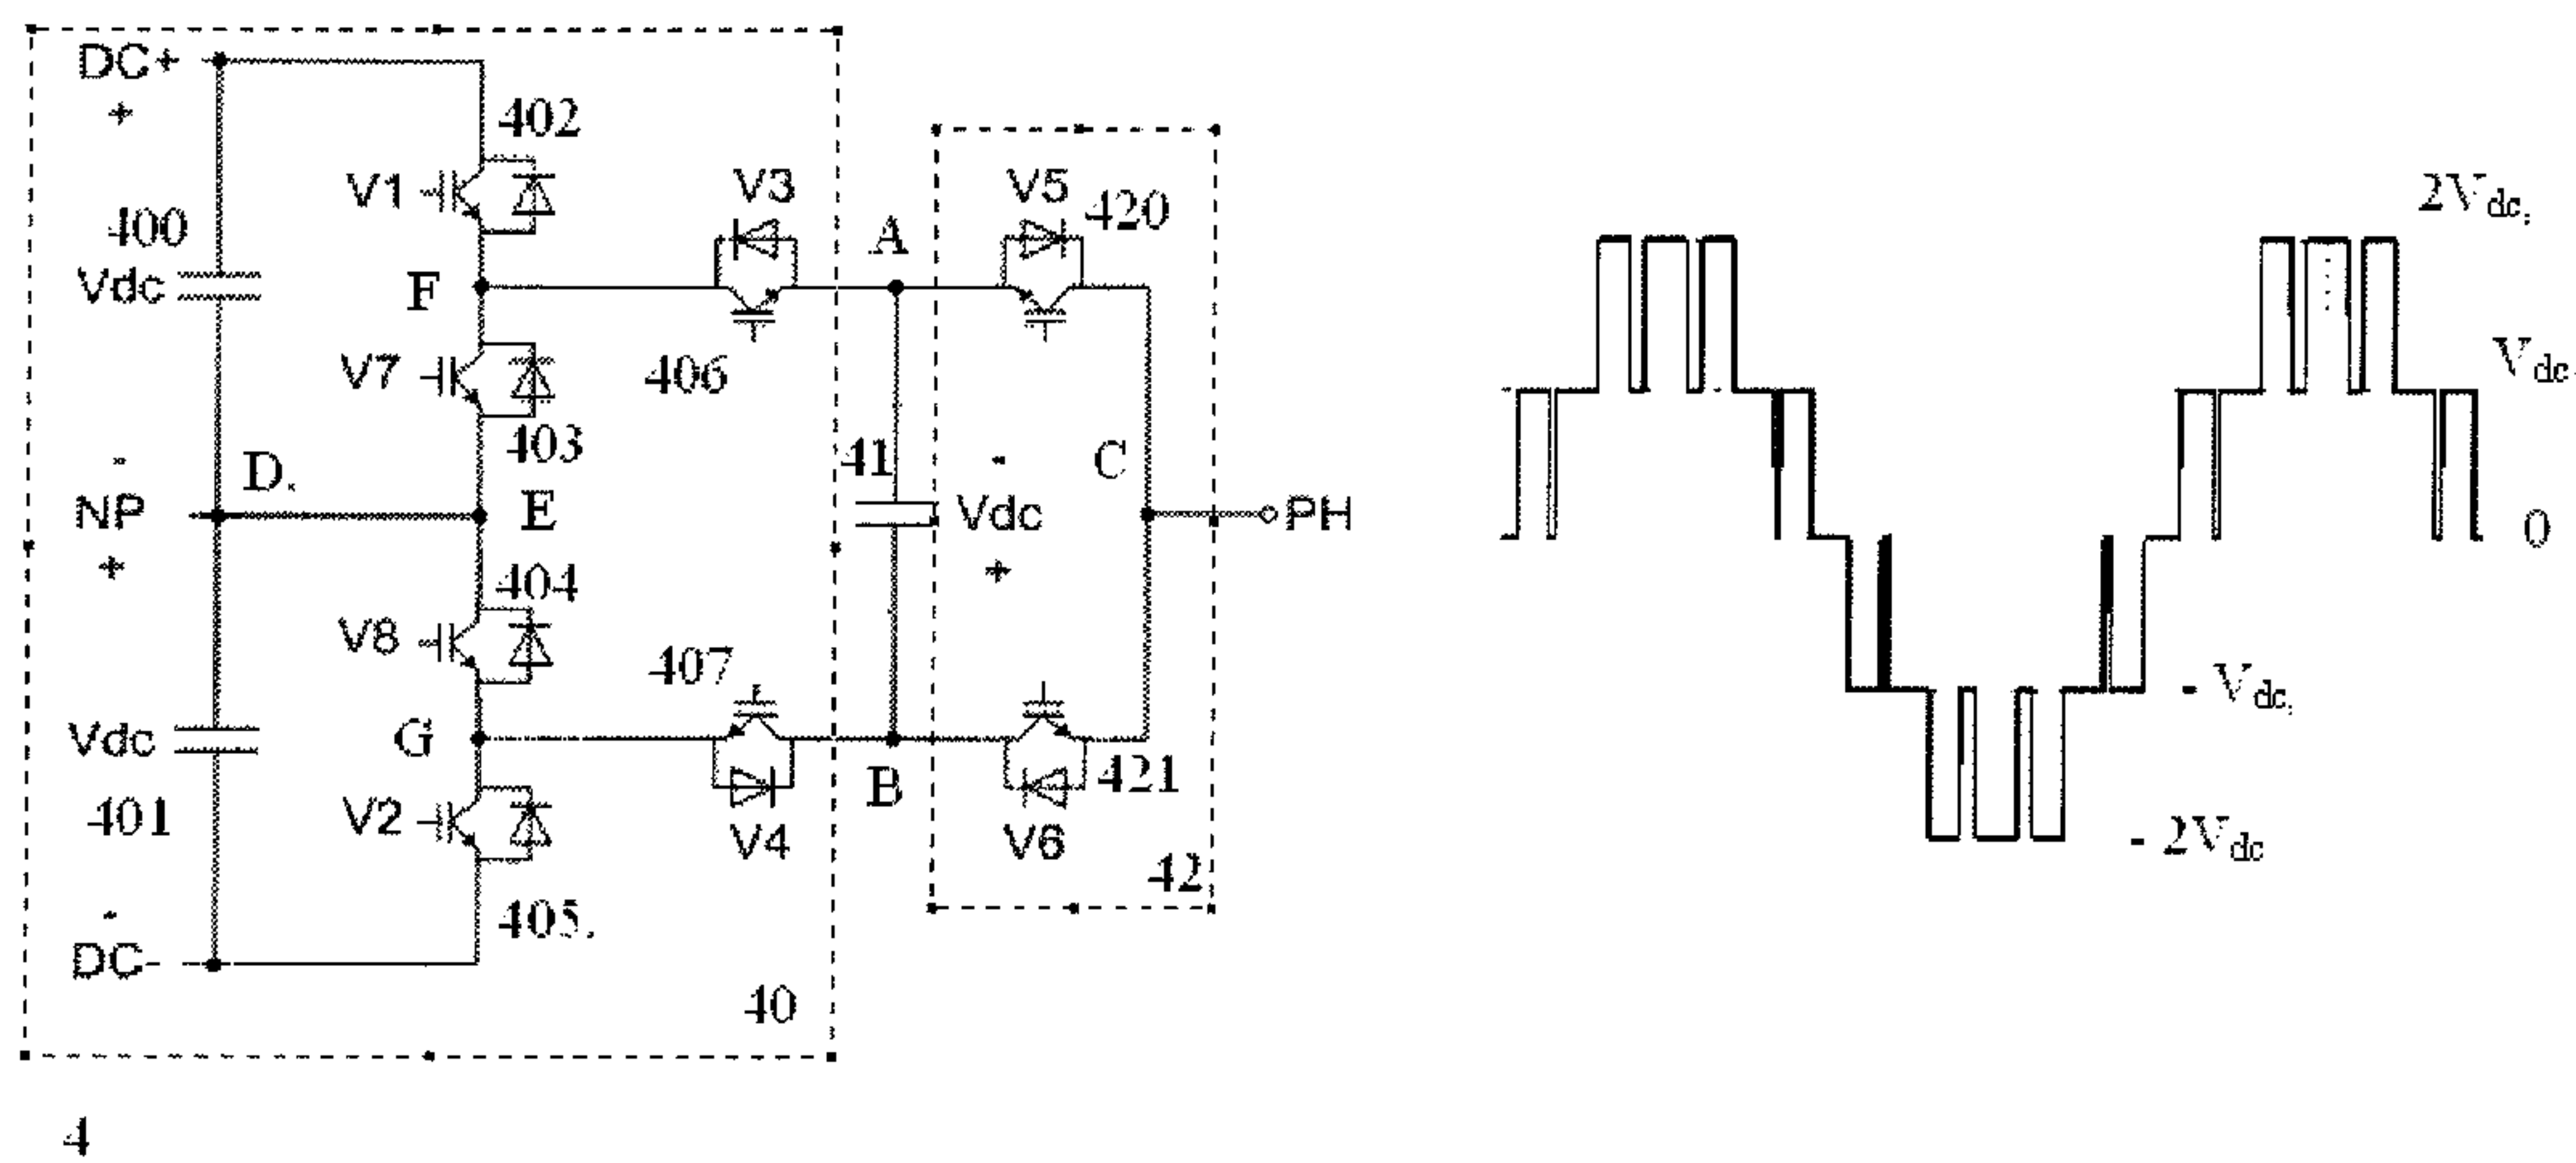 DC+
+
402
V1
V3
V5
420
2Vdc.
400
Vdc
A
F
Vdc.
V7
406
403
41
-
C
-
D.
NP
E
Vdc
PH
0
+
404
+
V8
407
- Vdc.
G
Vdc
B
421
V2
401
V4
V6
- 2Vdc
42
-
405.
DC-
40
4